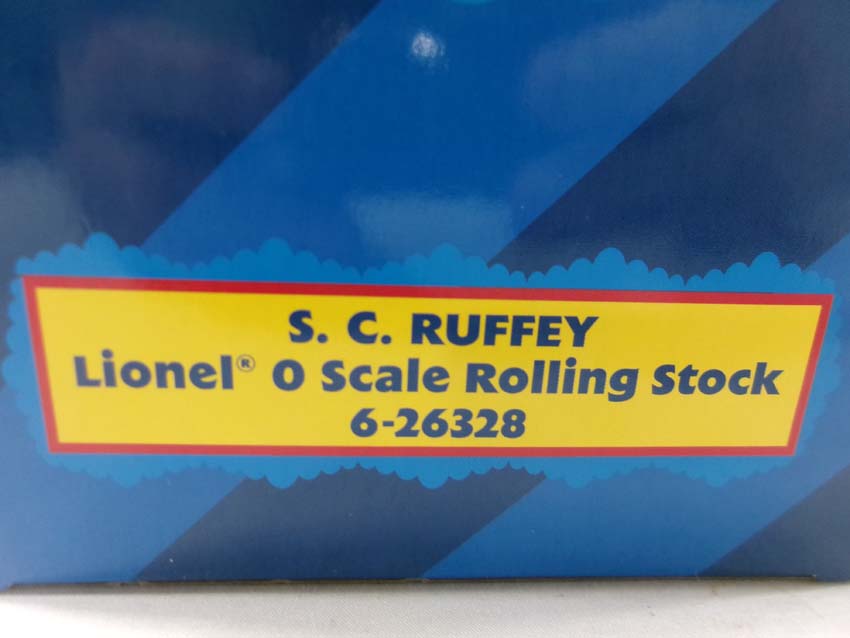 S. C. RUFFEY
Lionel® O Scale Rolling Stock
6-26328